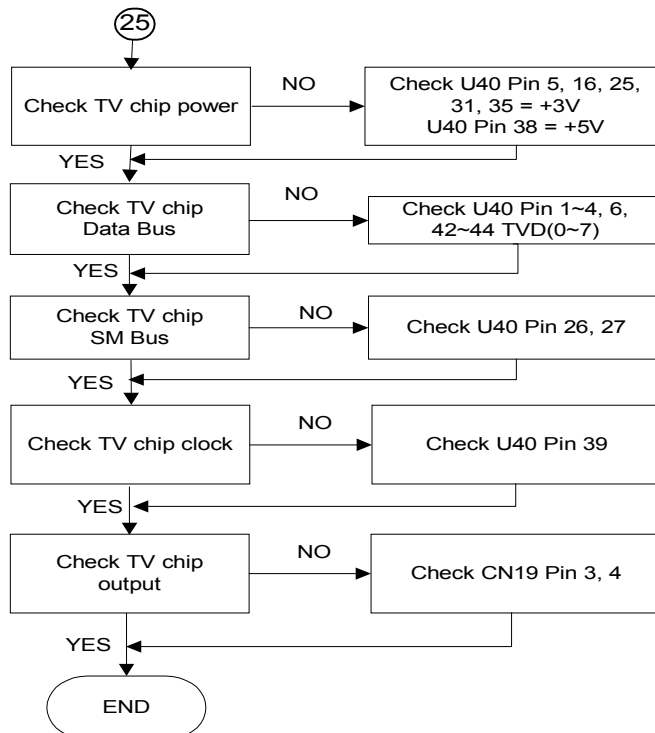 25
Check TV chip power
NO
Check U40 Pin 5, 16, 25,
31, 35 = +3V
U40 Pin 38 = +5V
YES
Check TV chip
Data Bus
NO
Check U40 Pin 1~4, 6,
42~44 TVD(0~7)
YES
Check TV chip
SM Bus
NO
Check U40 Pin 26, 27
YES
Check TV chip clock
NO
Check U40 Pin 39
YES
Check TV chip
output
NO
Check CN19 Pin 3, 4
YES
END